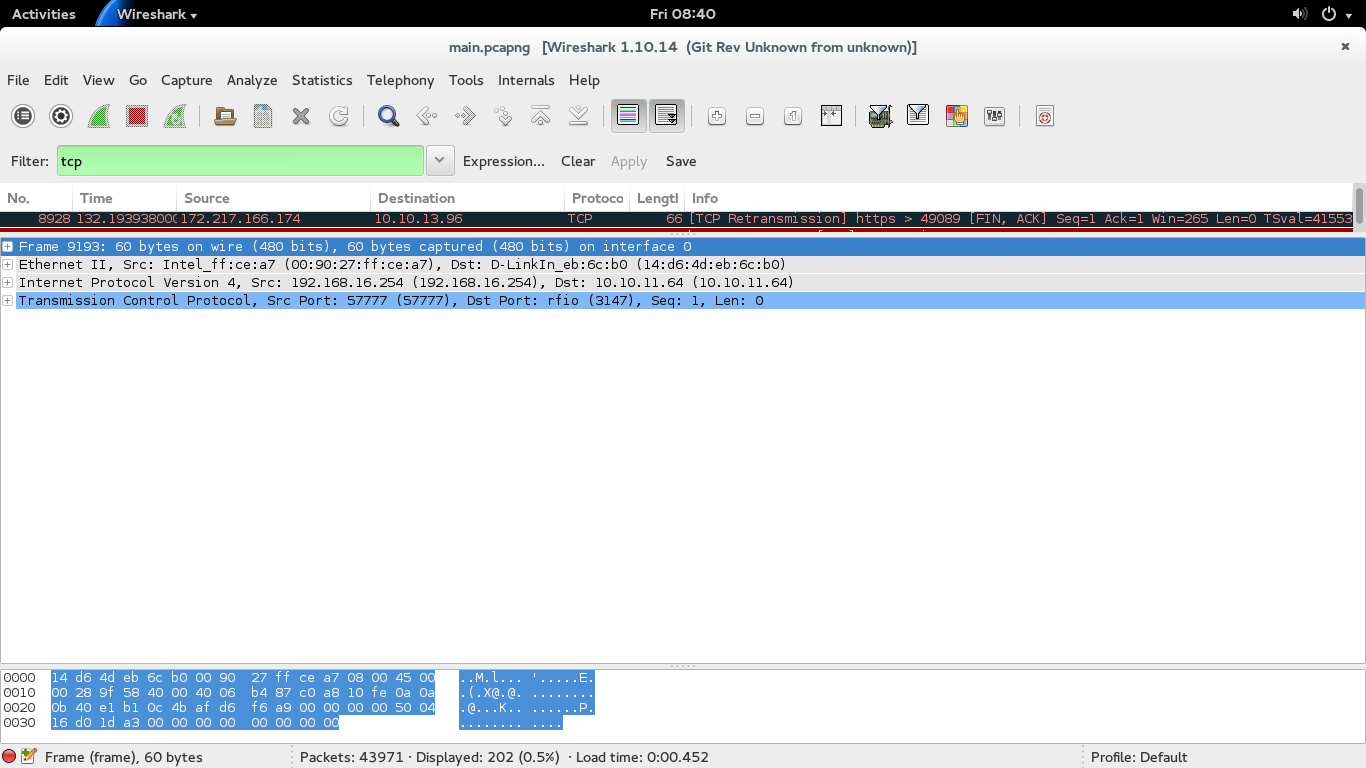 Activities Wireshark Fri 08:40
main.pcapng [Wireshark 1.10.14 (Git Rev Unknown from unknown)]
File Edit View Go Capture Analyze Statistics Telephony Tools Internals Help
Filter: tcp Expression... Clear Apply Save
No. Time Source Destination Protoco Lengtl Info
8928 132.193938000 172.217.166.174 10.10.13.96 TCP 66 [TCP Retransmission] https > 49089 [FIN, ACK] Seq=1 Ack=1 Win=265 Len=0 TSval=41553
Frame 9193: 60 bytes on wire (480 bits), 60 bytes captured (480 bits) on interface 0
Ethernet II, Src: Intel_ff:ce:a7 (00:90:27:ff:ce:a7), Dst: D-LinkIn_eb:6c:b0 (14:d6:4d:eb:6c:b0)
Internet Protocol Version 4, Src: 192.168.16.254 (192.168.16.254), Dst: 10.10.11.64 (10.10.11.64)
Transmission Control Protocol, Src Port: 57777 (57777), Dst Port: rfio (3147), Seq: 1, Len: 0
0000 14 d6 4d eb 6c b0 00 90 27 ff ce a7 08 00 45 00 ..M.l... '.....E.
0010 00 28 9f 58 40 00 40 06 b4 87 c0 a8 10 fe 0a 0a .(.X@.@. ........
0020 0b 40 e1 b1 0c 4b af d6 f6 a9 00 00 00 00 50 04 .@...K.. ......P.
0030 16 d0 1d a3 00 00 00 00 00 00 00 00 ........ ....
Frame (frame), 60 bytes Packets: 43971 · Displayed: 202 (0.5%) · Load time: 0:00.452 Profile: Default